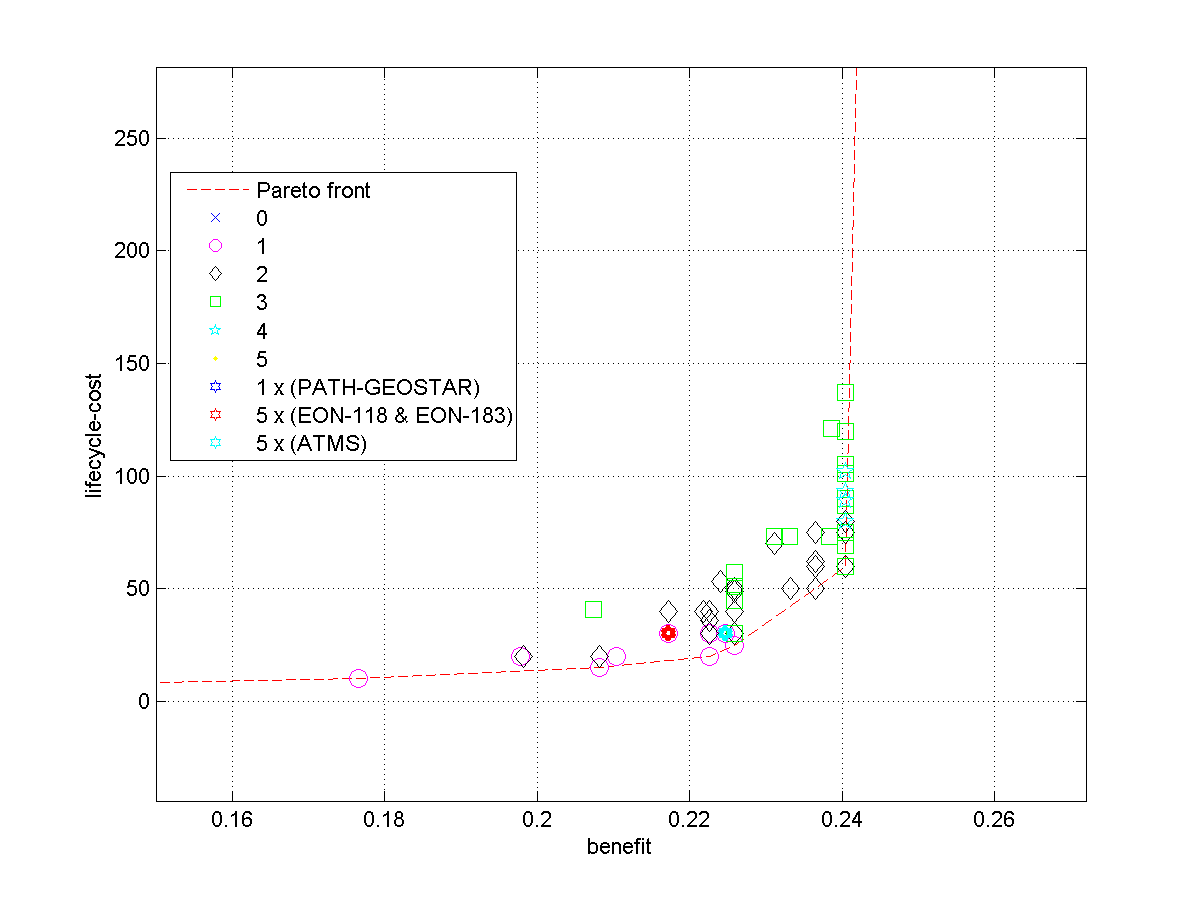 250
200
150
100
50
0
lifecycle-cost
Pareto front
0
1
2
3
4
5
1 x (PATH-GEOSTAR)
5 x (EON-118 & EON-183)
5 x (ATMS)
0.16 0.18 0.2 0.22 0.24 0.26
benefit